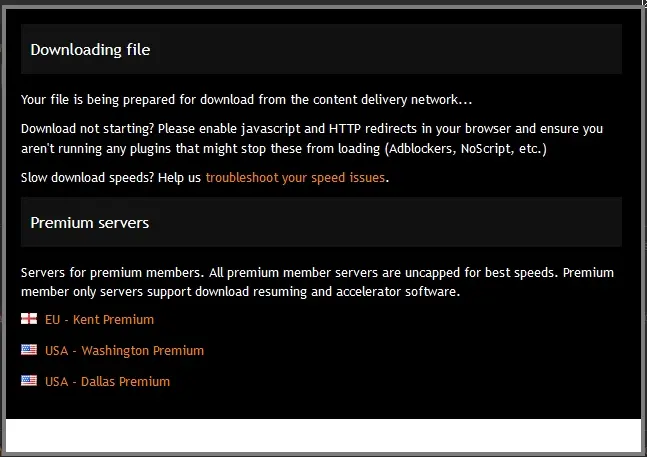 Downloading file
Your file is being prepared for download from the content delivery network...
Download not starting? Please enable javascript and HTTP redirects in your browser and ensure you
aren't running any plugins that might stop these from loading (Adblockers, NoScript, etc.)
Slow download speeds? Help us troubleshoot your speed issues.
Premium servers
Servers for premium members. All premium member servers are uncapped for best speeds. Premium
member only servers support download resuming and accelerator software.
EU - Kent Premium
USA - Washington Premium
USA - Dallas Premium